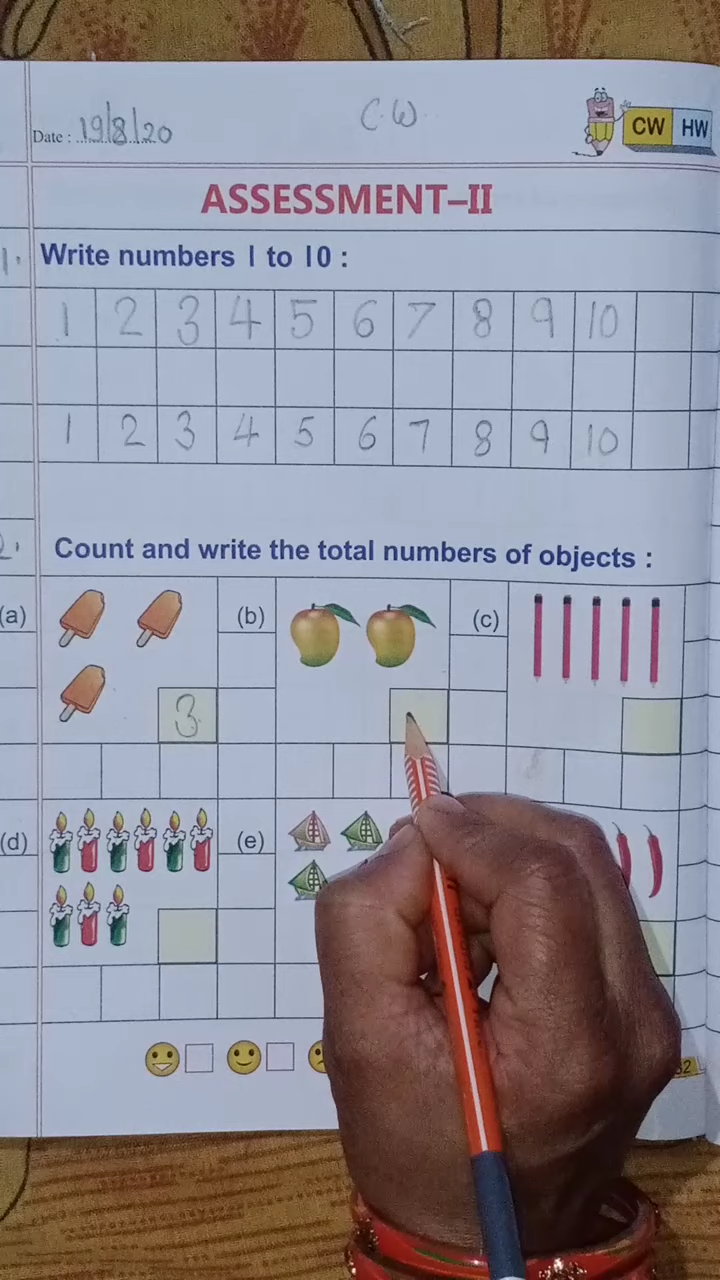 C.W
Date : 19/8/20
CW HW
ASSESSMENT–II
1. Write numbers 1 to 10 :
1 2 3 4 5 6 7 8 9 10
1 2 3 4 5 6 7 8 9 10
2. Count and write the total numbers of objects :
(a) (b) (c)
3
(d) (e)